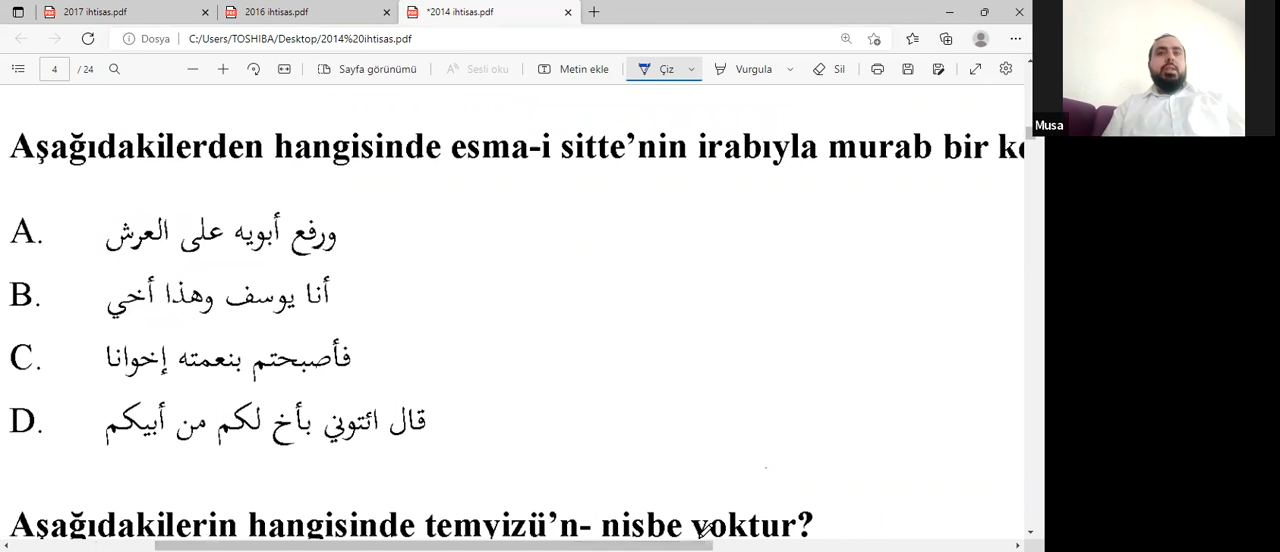 2017 ihtisas.pdf
2016 ihtisas.pdf
*2014 ihtisas.pdf
Dosya
C:/Users/TOSHIBA/Desktop/2014%20ihtisas.pdf
4 / 24
Sayfa görünümü
Sesli oku
Metin ekle
Çiz
Vurgula
Sil
Musa
Aşağıdakilerden hangisinde esma-i sitte’nin irabıyla murab bir
A. ورفع أبويه على العرش
B. أنا يوسف وهذا أخي
C. فأصبحتم بنعمته إخوانا
D. قال ائتوني بأخ لكم من أبيكم
Aşağıdakilerin hangisinde temyizü’n- nisbe yoktur?